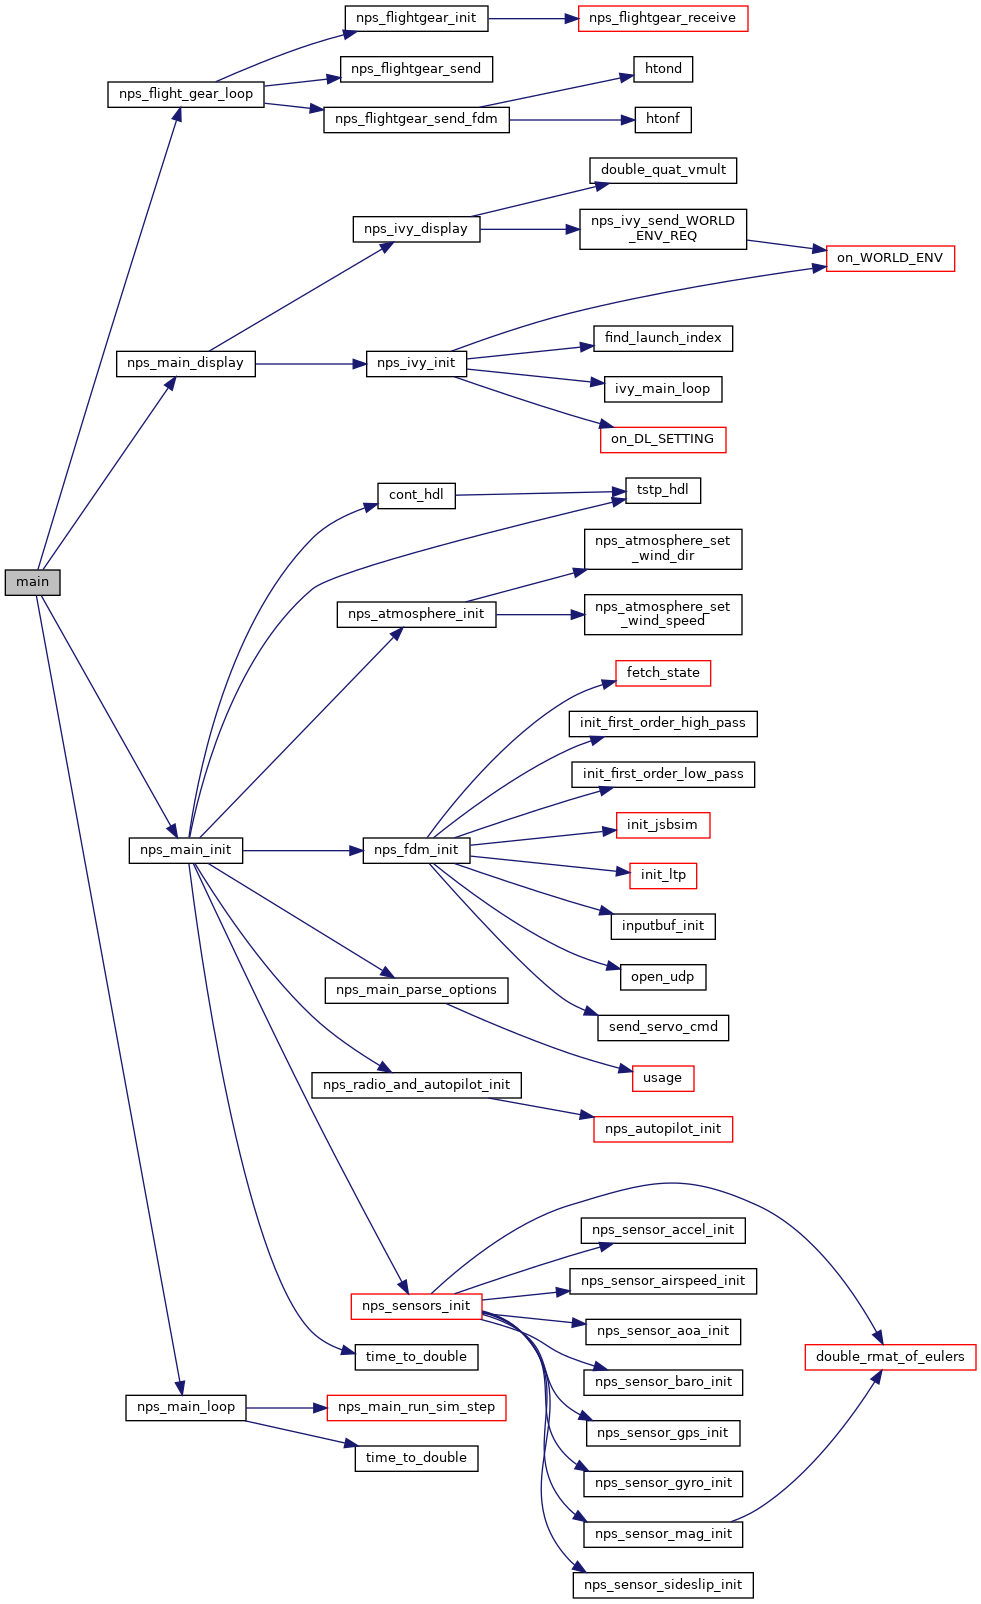 nps_flightgear_init
nps_flightgear_receive
nps_flightgear_send
htond
nps_flight_gear_loop
nps_flightgear_send_fdm
htonf
double_quat_vmult
nps_ivy_display
nps_ivy_send_WORLD
_ENV_REQ
on_WORLD_ENV
find_launch_index
nps_main_display
nps_ivy_init
ivy_main_loop
on_DL_SETTING
cont_hdl
tstp_hdl
nps_atmosphere_set
_wind_dir
main
nps_atmosphere_init
nps_atmosphere_set
_wind_speed
fetch_state
init_first_order_high_pass
init_first_order_low_pass
init_jsbsim
nps_main_init
nps_fdm_init
init_ltp
inputbuf_init
open_udp
nps_main_parse_options
send_servo_cmd
usage
nps_radio_and_autopilot_init
nps_autopilot_init
nps_sensor_accel_init
nps_sensor_airspeed_init
nps_sensors_init
nps_sensor_aoa_init
time_to_double
double_rmat_of_eulers
nps_sensor_baro_init
nps_main_loop
nps_main_run_sim_step
nps_sensor_gps_init
time_to_double
nps_sensor_gyro_init
nps_sensor_mag_init
nps_sensor_sideslip_init